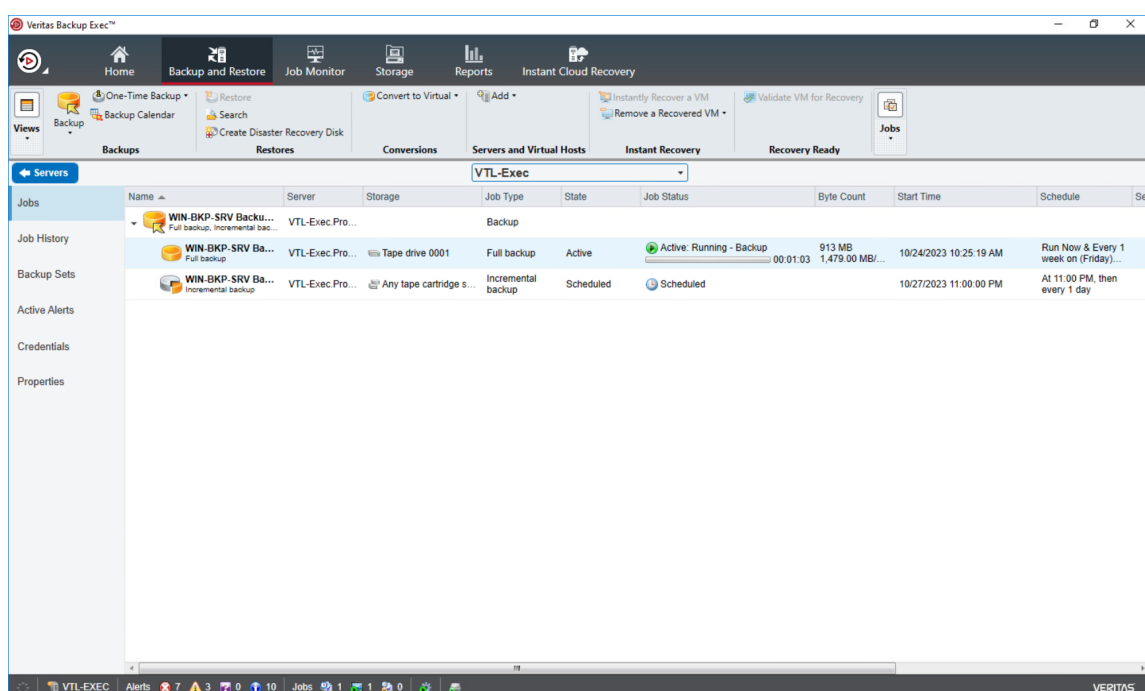 Veritas Backup Exec™
Home
Backup and Restore
Job Monitor
Storage
Reports
Instant Cloud Recovery
Views
Backup
One-Time Backup
Backup Calendar
Backups
Restore
Search
Create Disaster Recovery Disk
Restores
Convert to Virtual
Conversions
Add
Servers and Virtual Hosts
Instantly Recover a VM
Remove a Recovered VM
Instant Recovery
Validate VM for Recovery
Recovery Ready
Jobs
Servers
VTL-Exec
Jobs
Job History
Backup Sets
Active Alerts
Credentials
Properties
Name Server Storage Job Type State Job Status Byte Count Start Time Schedule Se
WIN-BKP-SRV Backu... VTL-Exec.Pro... Backup
Full backup, Incremental bac...
WIN-BKP-SRV Ba... VTL-Exec.Pro... Tape drive 0001 Full backup Active Active: Running - Backup 00:01:03 913 MB 10/24/2023 10:25:19 AM Run Now & Every 1
Full backup 1,479.00 MB/... week on (Friday)...
WIN-BKP-SRV Ba... VTL-Exec.Pro... Any tape cartridge s... Incremental Scheduled Scheduled 10/27/2023 11:00:00 PM At 11:00 PM, then
Incremental backup backup every 1 day
VTL-EXEC Alerts 7 3 0 10 Jobs 1 1 0 VERITAS